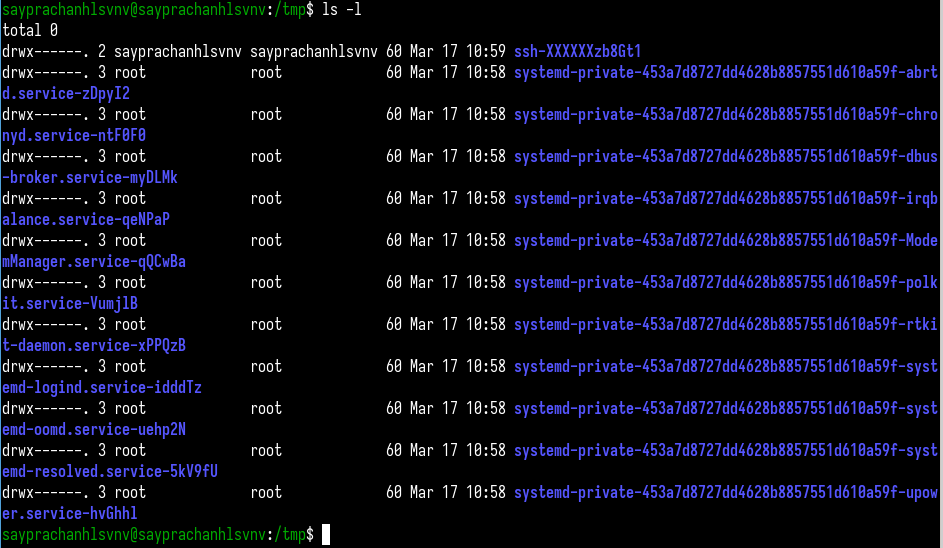 sayprachanhlsvnv@sayprachanhlsvnv:/tmp$ ls -l
total 0
drwx------. 2 sayprachanhlsvnv sayprachanhlsvnv 60 Mar 17 10:59 ssh-XXXXXXzb8Gt1
drwx------. 3 root             root             60 Mar 17 10:58 systemd-private-453a7d8727dd4628b8857551d610a59f-abrt
d.service-zDpyI2
drwx------. 3 root             root             60 Mar 17 10:58 systemd-private-453a7d8727dd4628b8857551d610a59f-chro
nyd.service-ntF0F0
drwx------. 3 root             root             60 Mar 17 10:58 systemd-private-453a7d8727dd4628b8857551d610a59f-dbus
-broker.service-myDLMk
drwx------. 3 root             root             60 Mar 17 10:58 systemd-private-453a7d8727dd4628b8857551d610a59f-irqb
alance.service-qeNPaP
drwx------. 3 root             root             60 Mar 17 10:58 systemd-private-453a7d8727dd4628b8857551d610a59f-Mode
mManager.service-qQCwBa
drwx------. 3 root             root             60 Mar 17 10:58 systemd-private-453a7d8727dd4628b8857551d610a59f-polk
it.service-VumjlB
drwx------. 3 root             root             60 Mar 17 10:58 systemd-private-453a7d8727dd4628b8857551d610a59f-rtki
t-daemon.service-xPPQzB
drwx------. 3 root             root             60 Mar 17 10:58 systemd-private-453a7d8727dd4628b8857551d610a59f-syst
emd-logind.service-idddTz
drwx------. 3 root             root             60 Mar 17 10:58 systemd-private-453a7d8727dd4628b8857551d610a59f-syst
emd-oomd.service-uehp2N
drwx------. 3 root             root             60 Mar 17 10:58 systemd-private-453a7d8727dd4628b8857551d610a59f-syst
emd-resolved.service-5kV9fU
drwx------. 3 root             root             60 Mar 17 10:58 systemd-private-453a7d8727dd4628b8857551d610a59f-upow
er.service-hvGhhl
sayprachanhlsvnv@sayprachanhlsvnv:/tmp$